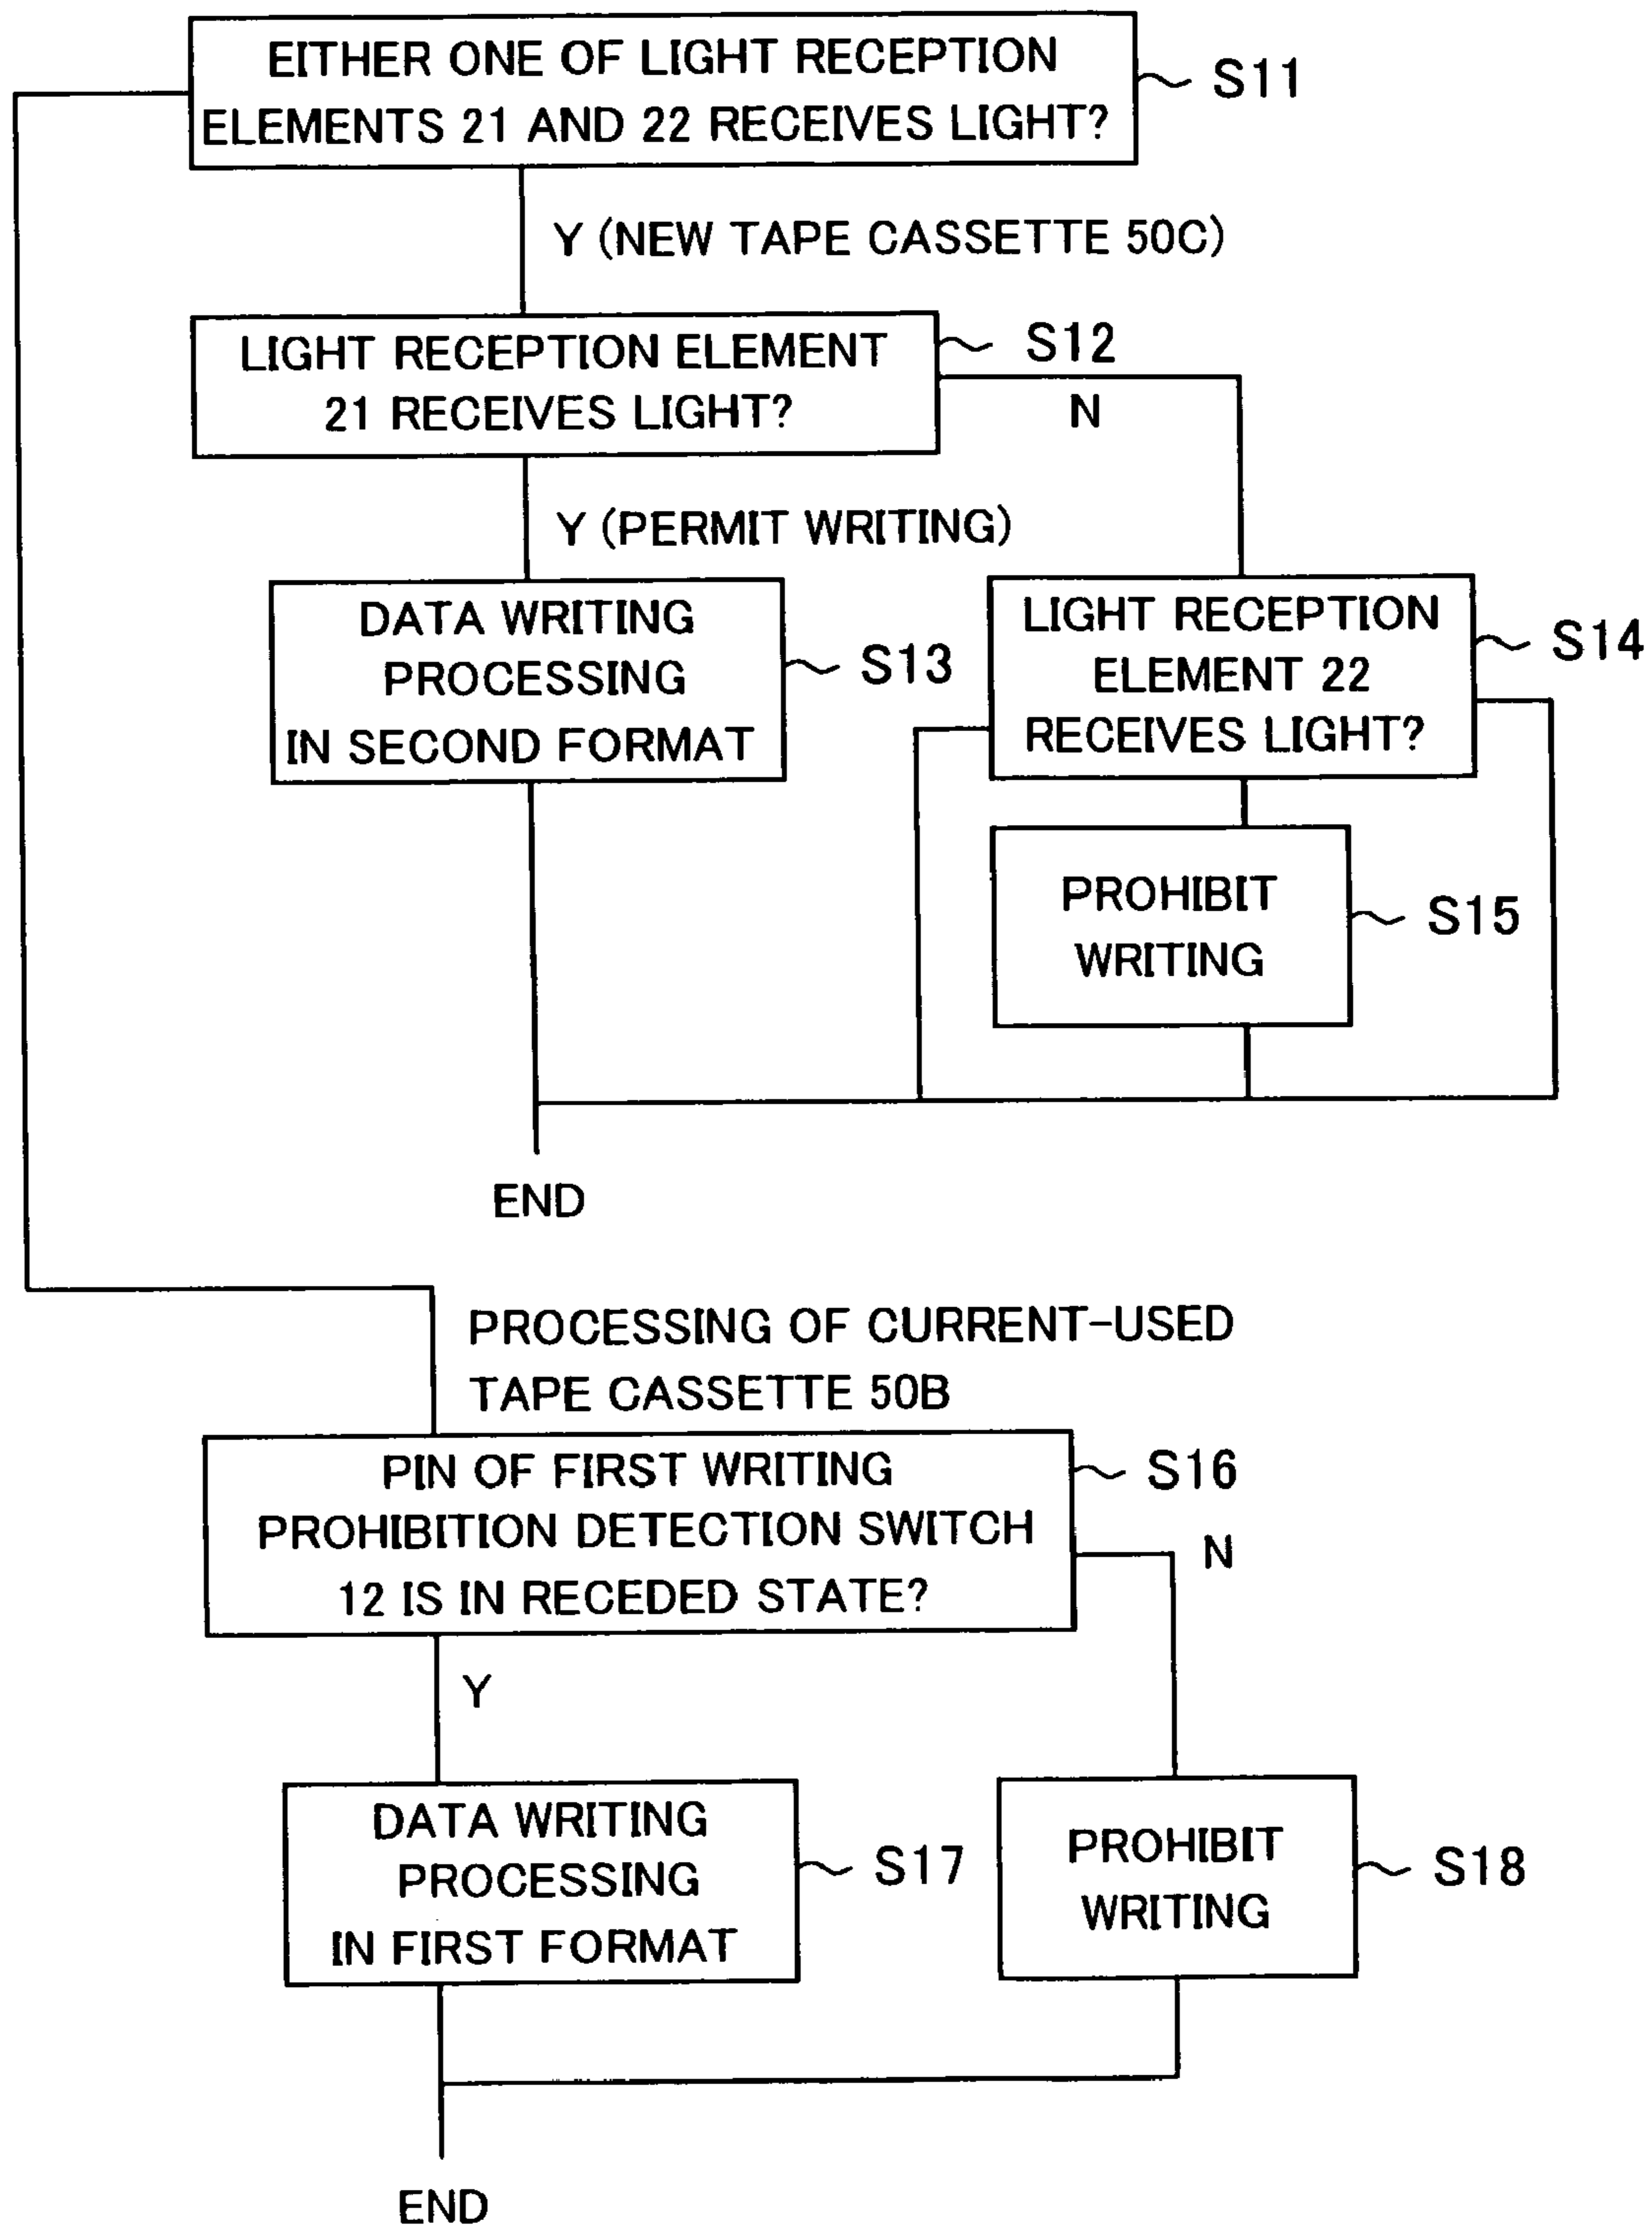 EITHER ONE OF LIGHT RECEPTION
ELEMENTS 21 AND 22 RECEIVES LIGHT?
S11
Y (NEW TAPE CASSETTE 50C)
LIGHT RECEPTION ELEMENT
21 RECEIVES LIGHT?
S12
N
Y (PERMIT WRITING)
DATA WRITING
PROCESSING
IN SECOND FORMAT
S13
LIGHT RECEPTION
ELEMENT 22
RECEIVES LIGHT?
S14
PROHIBIT
WRITING
S15
END
PROCESSING OF CURRENT-USED
TAPE CASSETTE 50B
PIN OF FIRST WRITING
PROHIBITION DETECTION SWITCH
12 IS IN RECEDED STATE?
S16
N
Y
DATA WRITING
PROCESSING
IN FIRST FORMAT
S17
PROHIBIT
WRITING
S18
END